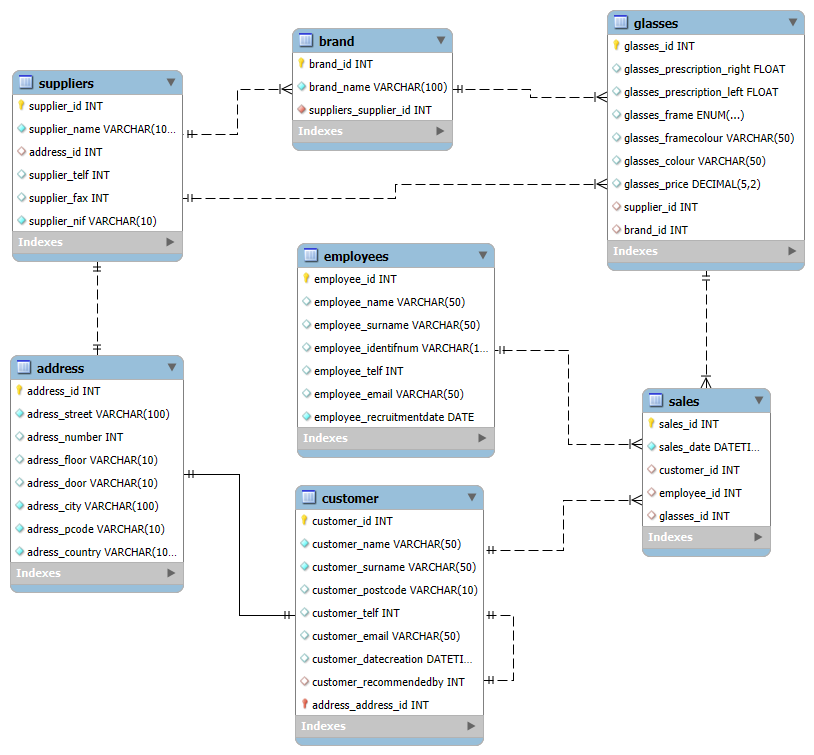 suppliers
supplier_id INT
supplier_name VARCHAR(10...
address_id INT
supplier_telf INT
supplier_fax INT
supplier_nif VARCHAR(10)
Indexes
brand
brand_id INT
brand_name VARCHAR(100)
suppliers_supplier_id INT
Indexes
glasses
glasses_id INT
glasses_prescription_right FLOAT
glasses_prescription_left FLOAT
glasses_frame ENUM(...)
glasses_framecolour VARCHAR(50)
glasses_colour VARCHAR(50)
glasses_price DECIMAL(5,2)
supplier_id INT
brand_id INT
Indexes
employees
employee_id INT
employee_name VARCHAR(50)
employee_surname VARCHAR(50)
employee_identifnum VARCHAR(1...
employee_telf INT
employee_email VARCHAR(50)
employee_recruitmentdate DATE
Indexes
address
address_id INT
adress_street VARCHAR(100)
adress_number INT
adress_floor VARCHAR(10)
adress_door VARCHAR(10)
adress_city VARCHAR(100)
adress_pcode VARCHAR(10)
adress_country VARCHAR(10...
Indexes
sales
sales_id INT
sales_date DATETI...
customer_id INT
employee_id INT
glasses_id INT
Indexes
customer
customer_id INT
customer_name VARCHAR(50)
customer_surname VARCHAR(50)
customer_postcode VARCHAR(10)
customer_telf INT
customer_email VARCHAR(50)
customer_datecreation DATETI...
customer_recommendedby INT
address_address_id INT
Indexes